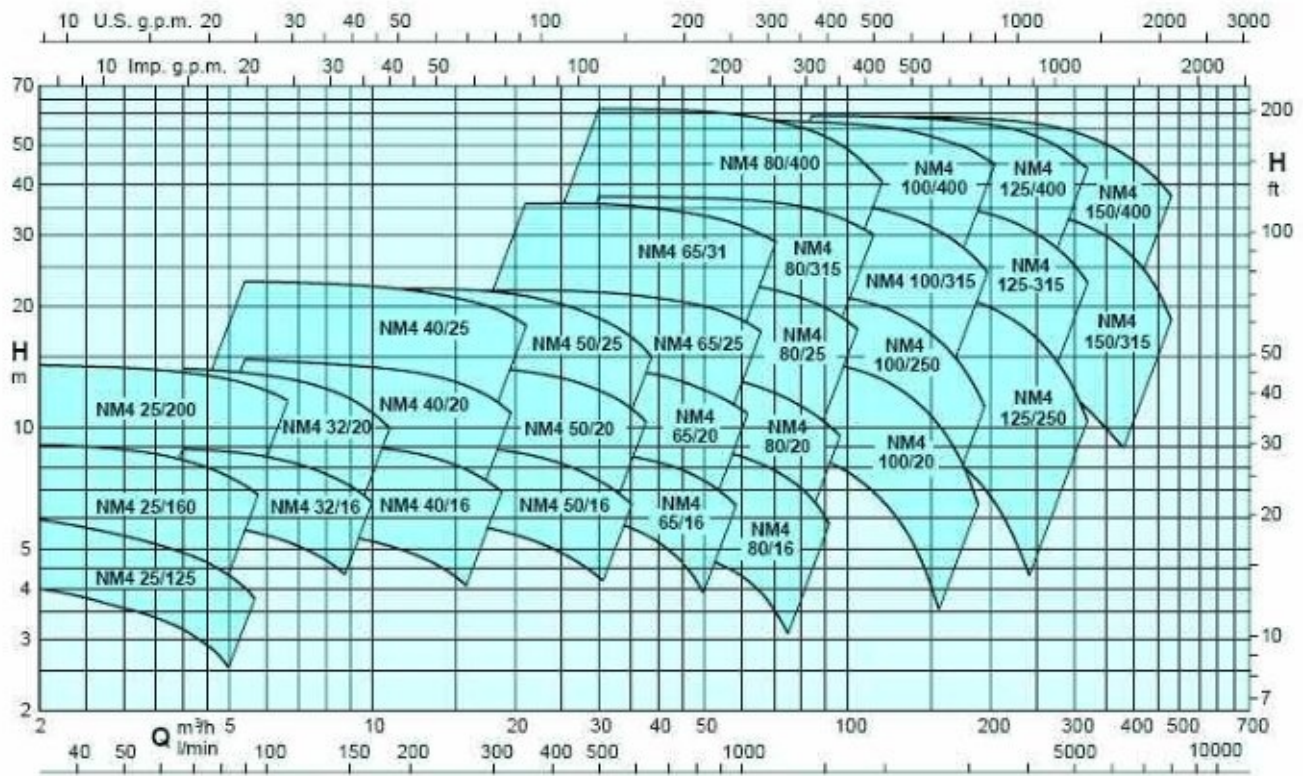 10 U.S. g.p.m. 20 30 40 50 100 200 300 400 500 1000 2000 3000
10 Imp. g.p.m. 20 30 40 50 100 200 300 400 500 1000 2000
70
200
50
NM4 80/400
NM4
100/400
NM4
125/400
NM4
150/400
H
ft
40
30
100
NM4 65/31
NM4
80/315
NM4 100/315
NM4
125-315
NM4
150/315
20
H
m
NM4 40/25
NM4 50/25
NM4 65/25
NM4
80/25
NM4
100/250
50
40
NM4 25/200
NM4 32/20
NM4 40/20
NM4 50/20
NM4
65/20
NM4
80/20
NM4
100/20
NM4
125/250
10
30
NM4 25/160
NM4 32/16
NM4 40/16
NM4 50/16
NM4
65/16
NM4
80/16
20
5
NM4 25/125
4
3
10
7
2
2 Q m³/h 5 10 20 30 40 50 100 200 300 400 500 700
40 50 l/min 100 150 200 300 400 500 1000 5000 10000